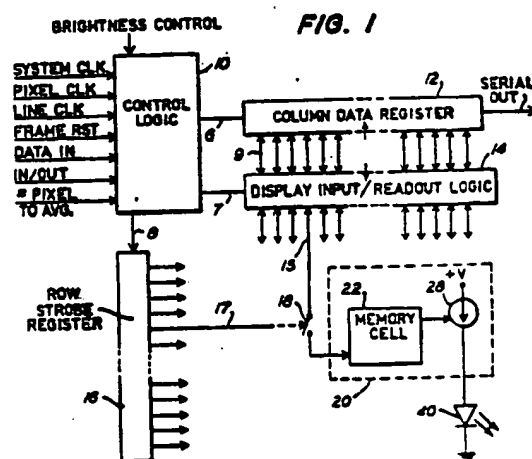 FIG. 1
BRIGHTNESS CONTROL
10
SYSTEM CLK
PIXEL CLK
LINE CLK
FRAME RST
DATA IN
IN/OUT
# PIXEL
TO AVG.
CONTROL
LOGIC
12
SERIAL
OUT
6
COLUMN DATA REGISTER
9
14
7
DISPLAY INPUT/READOUT LOGIC
8
15
ROW
STROBE
REGISTER
17
18
16
22
MEMORY
CELL
+V
28
20
40